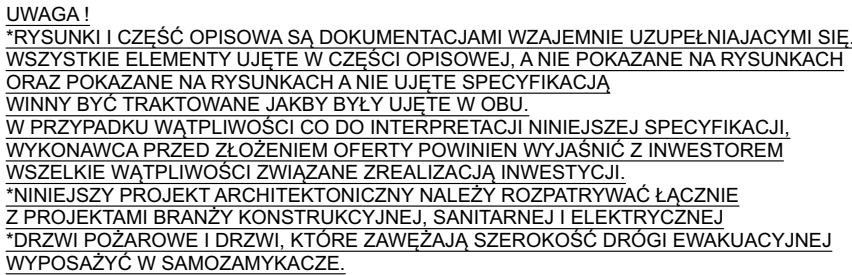 UWAGA !
*RYSUNKI I CZĘŚĆ OPISOWA SĄ DOKUMENTACJAMI WZAJEMNIE UZUPEŁNIAJACYMI SIĘ.
WSZYSTKIE ELEMENTY UJĘTE W CZĘŚCI OPISOWEJ, A NIE POKAZANE NA RYSUNKACH
ORAZ POKAZANE NA RYSUNKACH A NIE UJĘTE SPECYFIKACJĄ
WINNY BYĆ TRAKTOWANE JAKBY BYŁY UJĘTE W OBU.
W PRZYPADKU WĄTPLIWOŚCI CO DO INTERPRETACJI NINIEJSZEJ SPECYFIKACJI,
WYKONAWCA PRZED ZŁOŻENIEM OFERTY POWINIEN WYJAŚNIĆ Z INWESTOREM
WSZELKIE WĄTPLIWOŚCI ZWIĄZANE ZREALIZACJĄ INWESTYCJI.
*NINIEJSZY PROJEKT ARCHITEKTONICZNY NALEŻY ROZPATRYWAĆ ŁĄCZNIE
Z PROJEKTAMI BRANŻY KONSTRUKCYJNEJ, SANITARNEJ I ELEKTRYCZNEJ
*DRZWI POŻAROWE I DRZWI, KTÓRE ZAWĘŻAJĄ SZEROKOŚĆ DRÓGI EWAKUACYJNEJ
WYPOSAŻYĆ W SAMOZAMYKACZE.